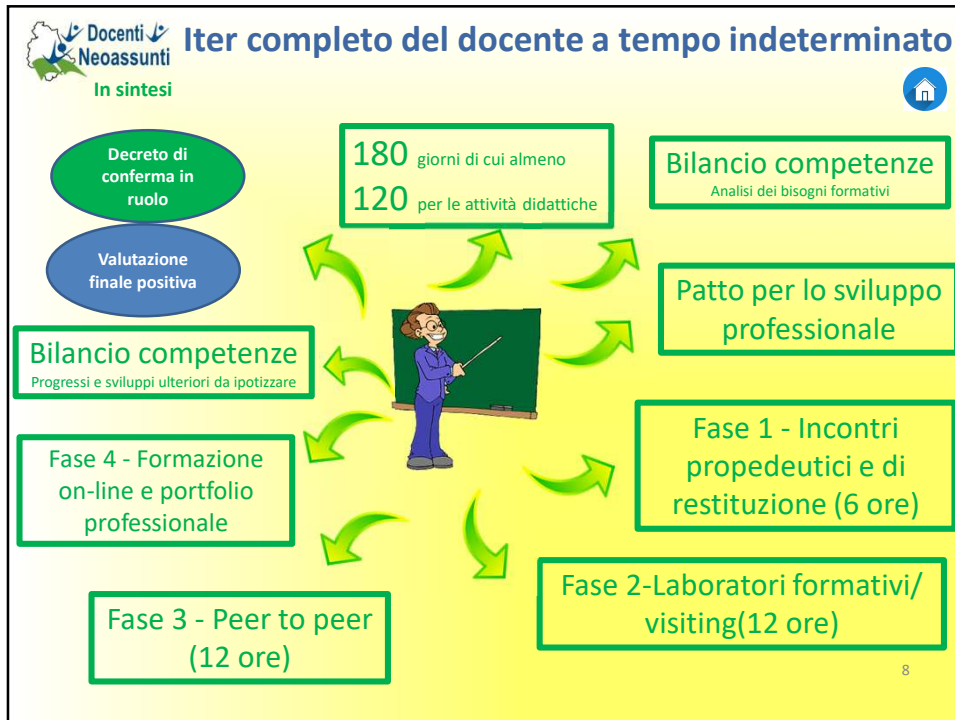 Docenti
Neoassunti
Iter completo del docente a tempo indeterminato
In sintesi
180 giorni di cui almeno
120 per le attività didattiche
Bilancio competenze
Analisi dei bisogni formativi
Patto per lo sviluppo
professionale
Fase 1 - Incontri
propedeutici e di
restituzione (6 ore)
Fase 2-Laboratori formativi/
visiting(12 ore)
Fase 3 - Peer to peer
(12 ore)
Fase 4 - Formazione
on-line e portfolio
professionale
Bilancio competenze
Progressi e sviluppi ulteriori da ipotizzare
Valutazione
finale positiva
Decreto di
conferma in
ruolo
8